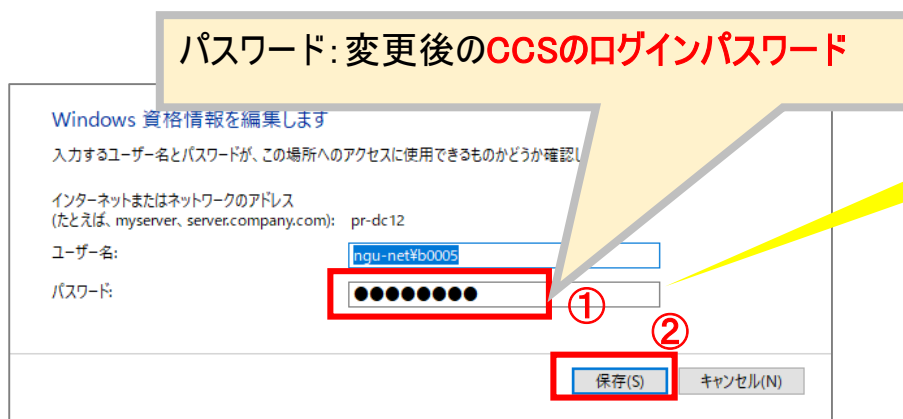 パスワード：変更後のCCSのログインパスワード
Windows 資格情報を編集します
入力するユーザー名とパスワードが、この場所へのアクセスに使用できるものかどうか確認し
インターネットまたはネットワークのアドレス
(たとえば、myserver、server.company.com): pr-dc12
ユーザー名: ngu-net¥b0005
パスワード: ●●●●●●●●
①
②
保存(S) キャンセル(N)